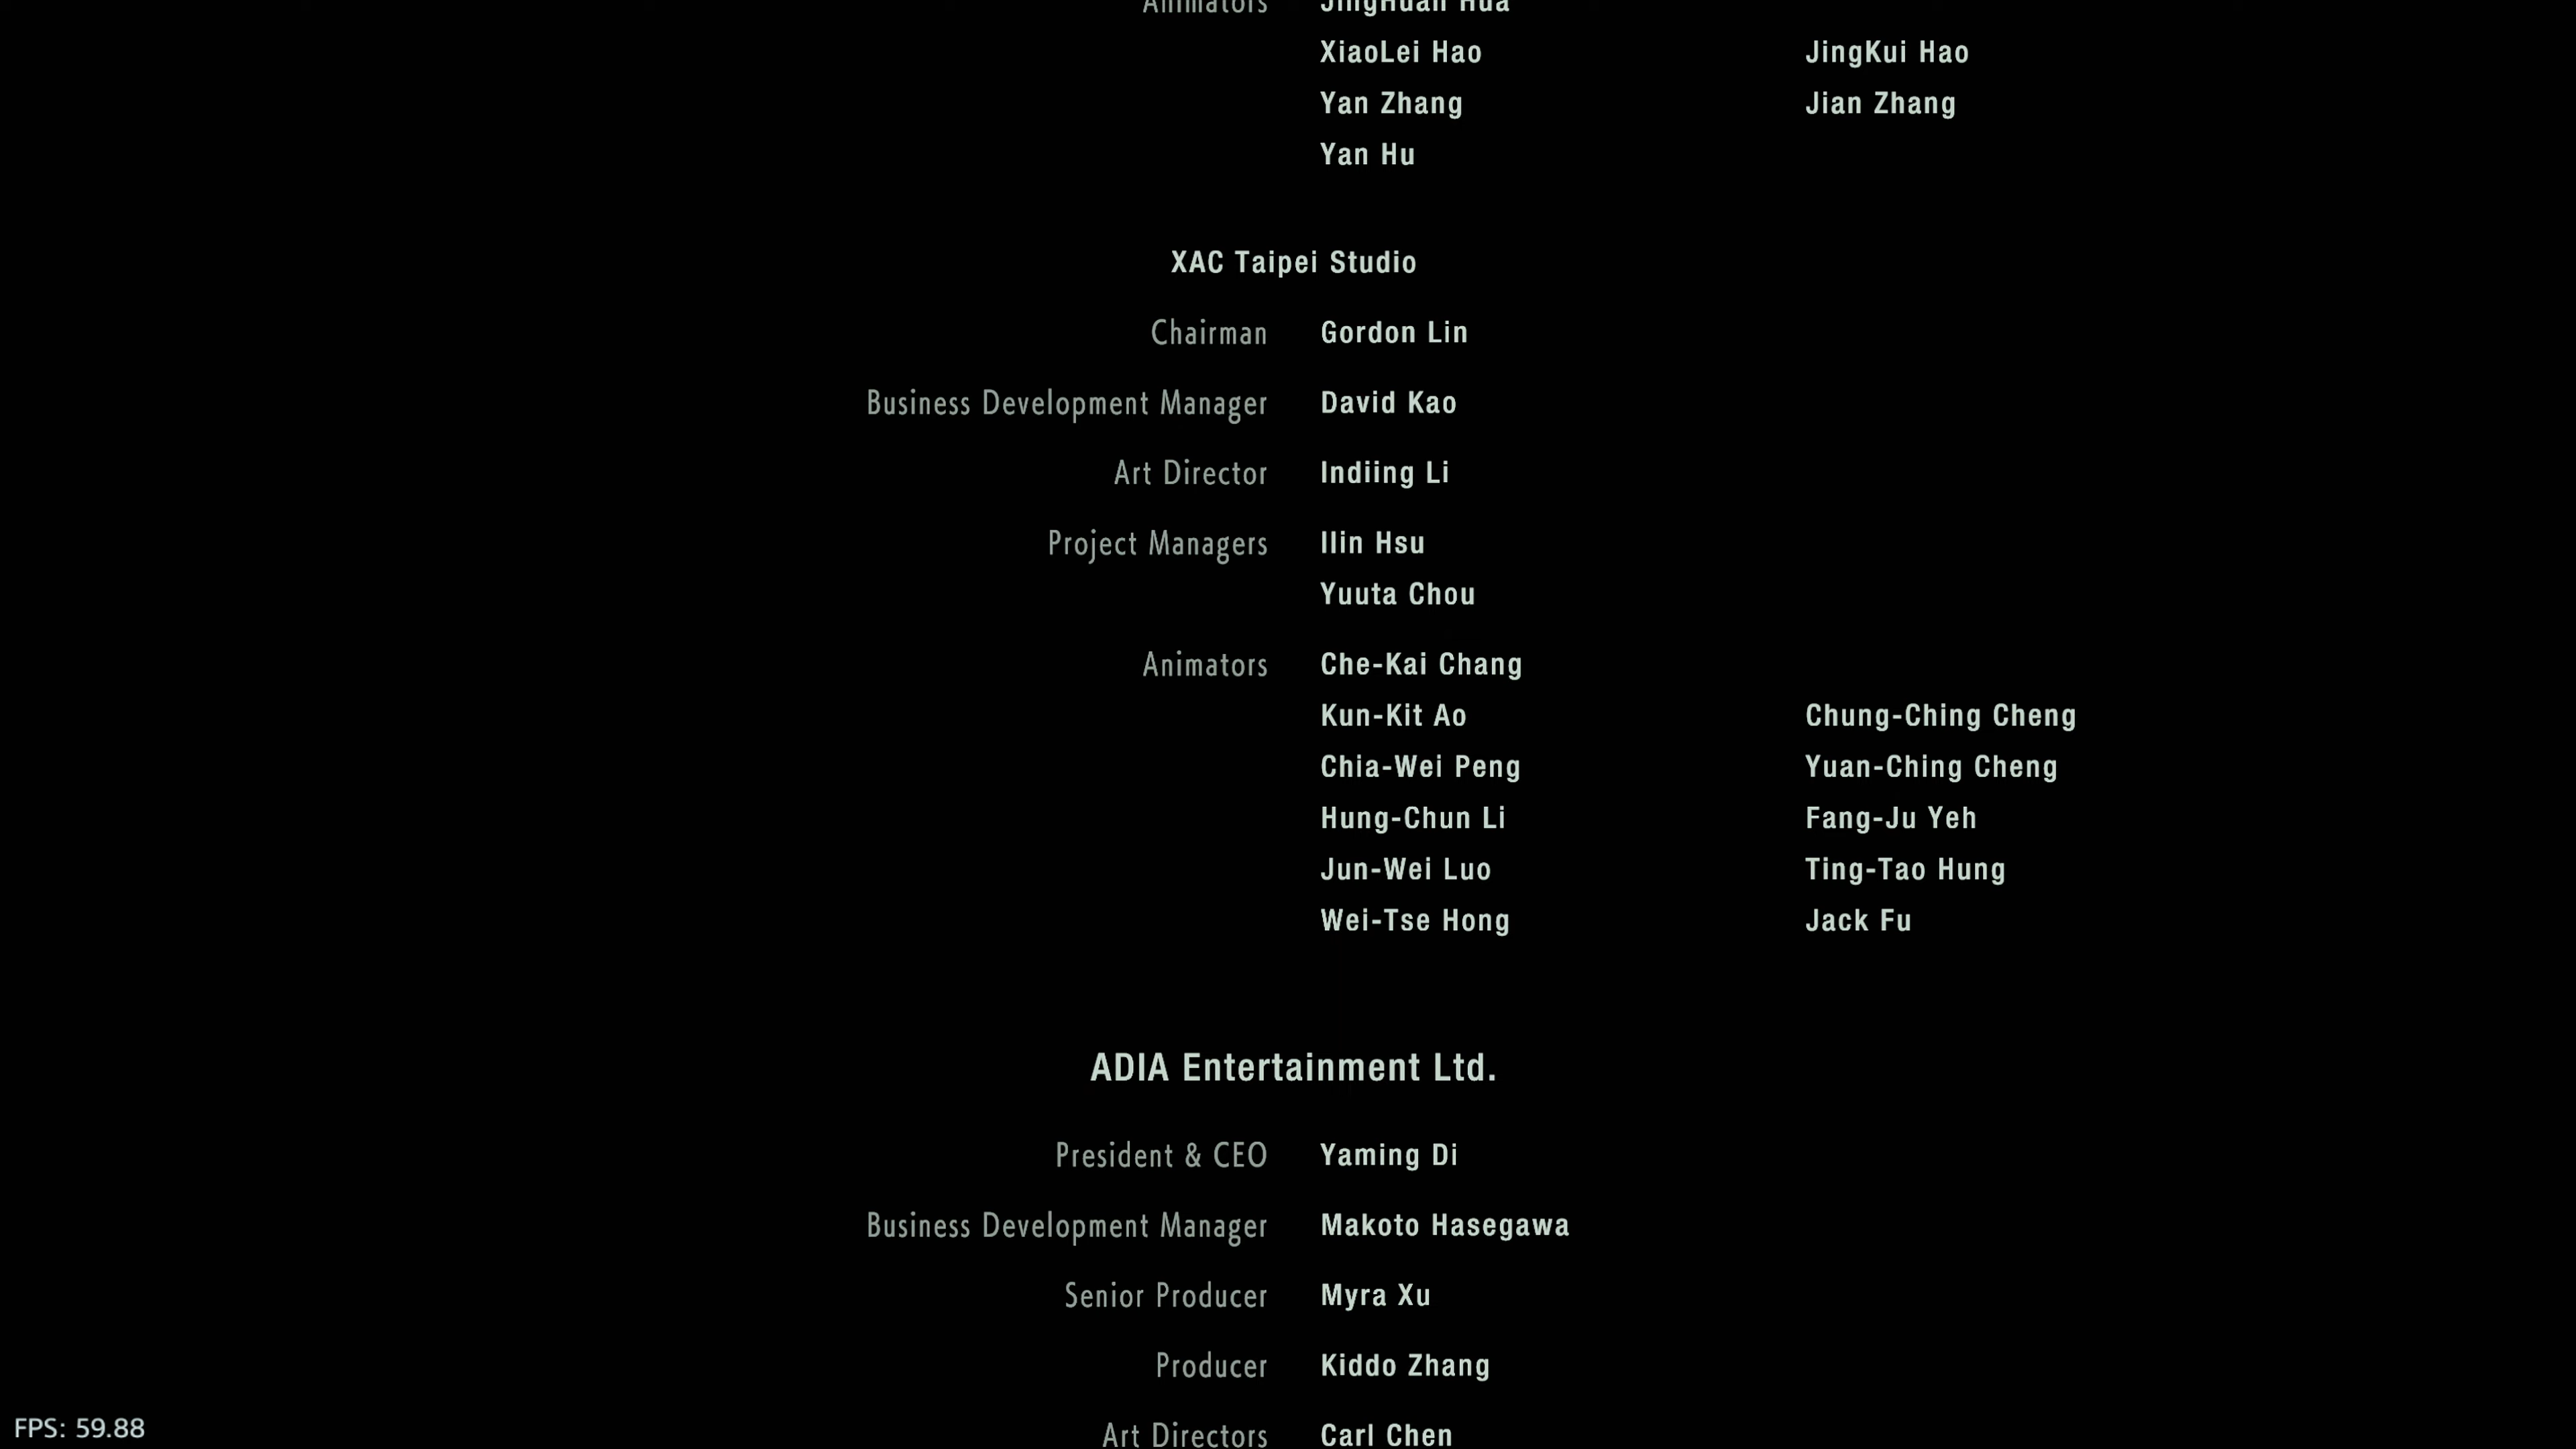 Animators JingHuan Hua
XiaoLei Hao JingKui Hao
Yan Zhang Jian Zhang
Yan Hu
XAC Taipei Studio
Chairman Gordon Lin
Business Development Manager David Kao
Art Director Indiing Li
Project Managers Ilin Hsu
Yuuta Chou
Animators Che-Kai Chang
Kun-Kit Ao Chung-Ching Cheng
Chia-Wei Peng Yuan-Ching Cheng
Hung-Chun Li Fang-Ju Yeh
Jun-Wei Luo Ting-Tao Hung
Wei-Tse Hong Jack Fu
ADIA Entertainment Ltd.
President & CEO Yaming Di
Business Development Manager Makoto Hasegawa
Senior Producer Myra Xu
Producer Kiddo Zhang
Art Directors Carl Chen
FPS: 59.88